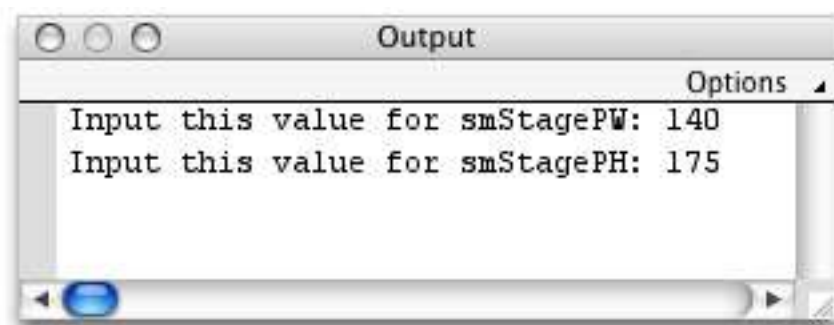 Output
Options
Input this value for smStagePW: 140
Input this value for smStagePH: 175